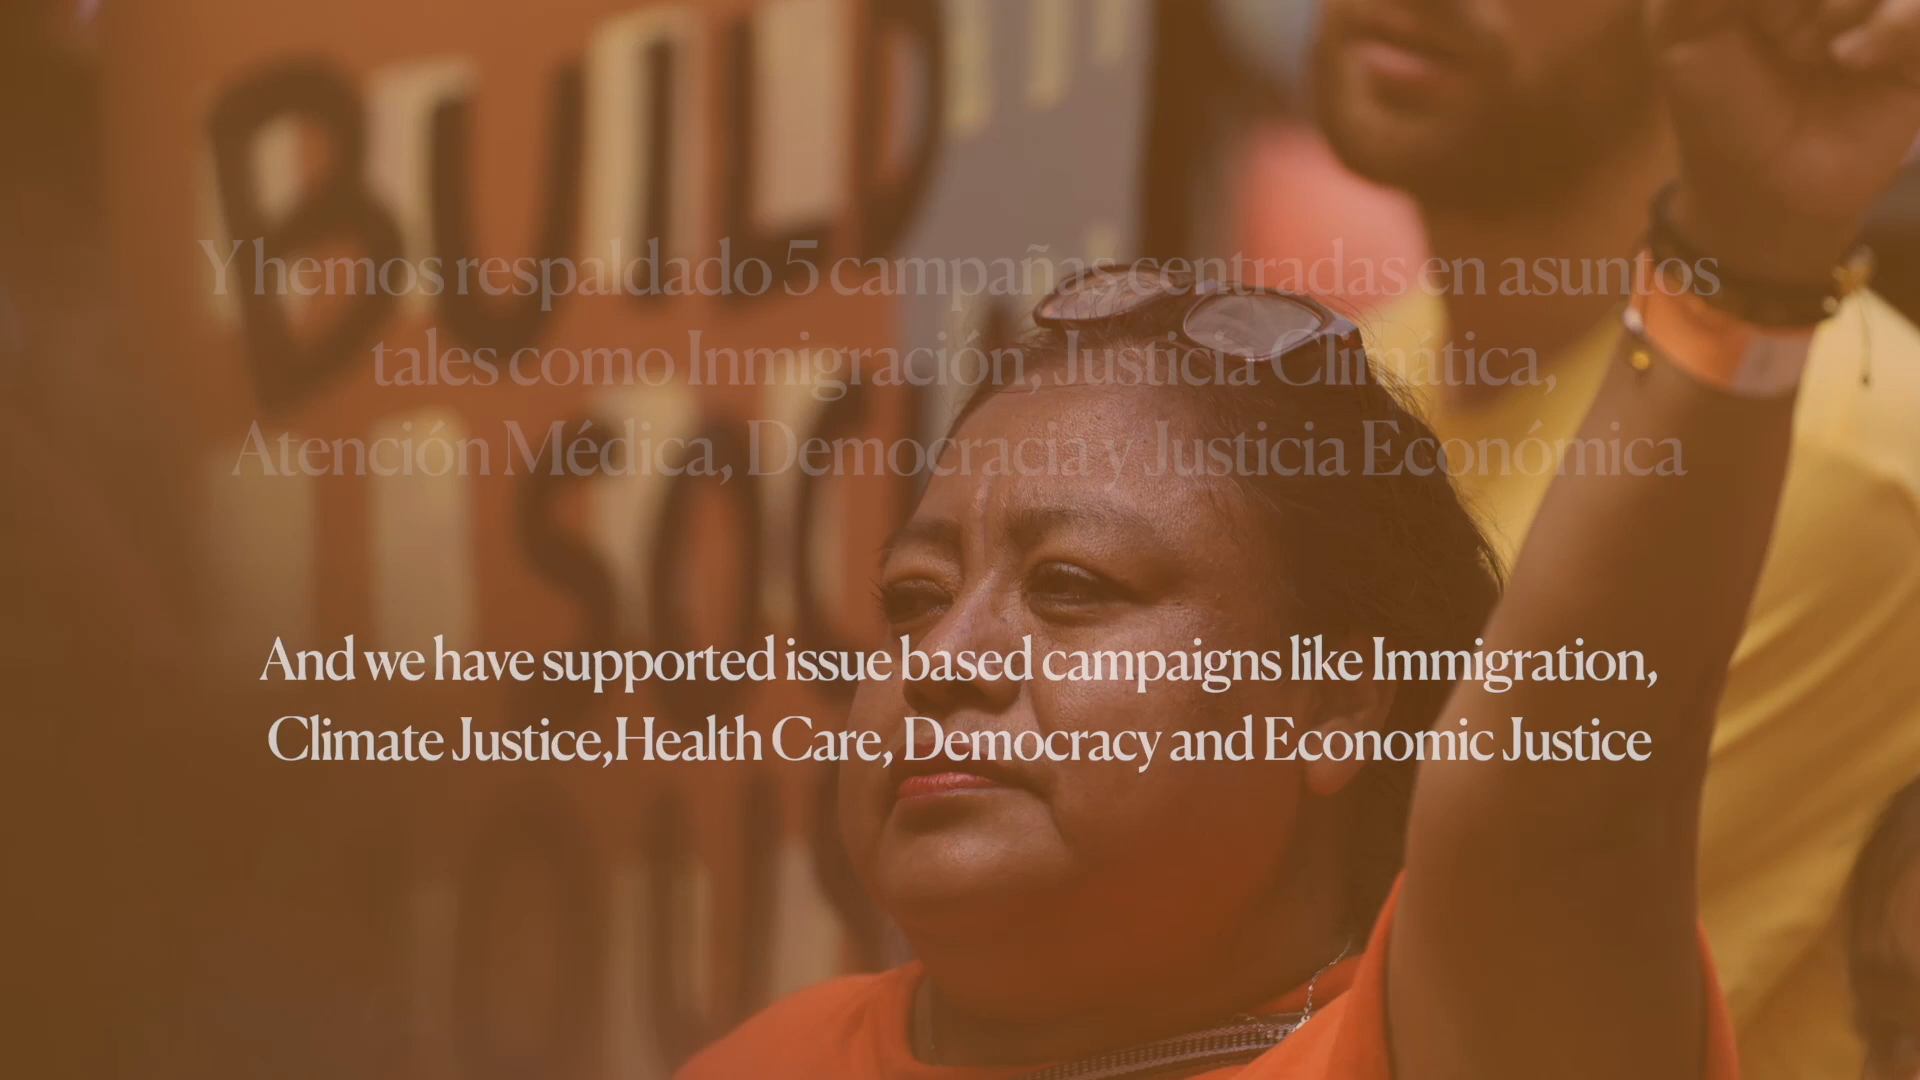 BUILD
Y hemos respaldado 5 campañas centradas en asuntos
tales como Inmigración, Justicia Climática,
Atención Médica, Democracia y Justicia Económica
And we have supported issue based campaigns like Immigration,
Climate Justice,Health Care, Democracy and Economic Justice